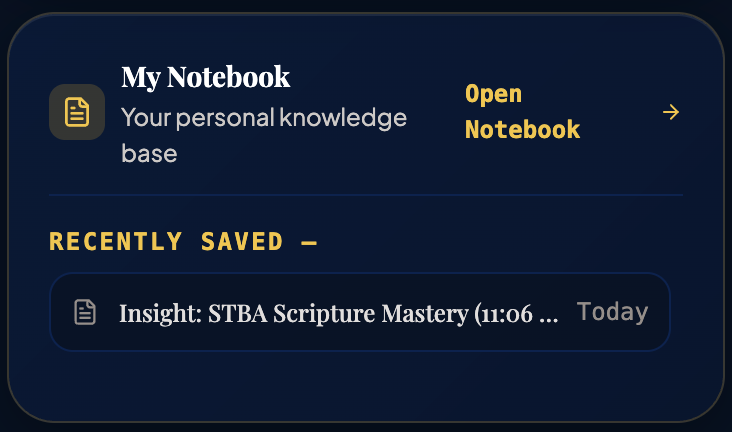 My Notebook
Your personal knowledge
base
Open
Notebook
RECENTLY SAVED —
Insight: STBA Scripture Mastery (11:06 ...
Today